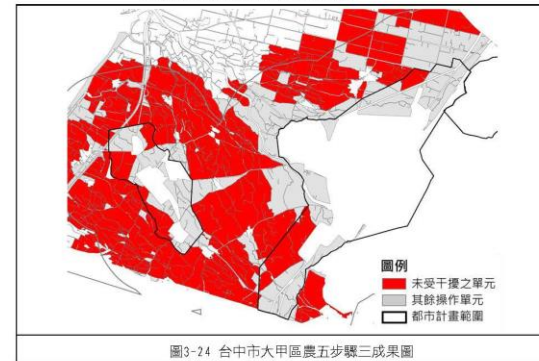 圖例
未受干擾之單元
其餘操作單元
都市計畫範圍
圖3-24 台中市大甲區農五步驟三成果圖